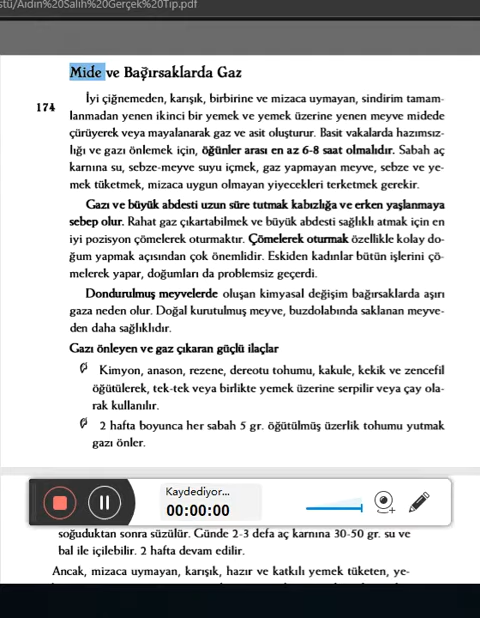 stü/Aidin%20Salih%20Gerçek%20Tıp.pdf
Mide ve Bağırsaklarda Gaz
174
İyi çiğnemeden, karışık, birbirine ve mizaca uymayan, sindirim tamam-
lanmadan yenen ikinci bir yemek ve yemek üzerine yenen meyve midede
çürüyerek veya mayalanarak gaz ve asit oluşturur. Basit vakalarda hazımsız-
lığı ve gazı önlemek için, öğünler arası en az 6-8 saat olmalıdır. Sabah aç
karnına su, sebze-meyve suyu içmek, gaz yapmayan meyve, sebze ve ye-
mek tüketmek, mizaca uygun olmayan yiyecekleri terketmek gerekir.
Gazı ve büyük abdesti uzun süre tutmak kabızlığa ve erken yaşlanmaya
sebep olur. Rahat gaz çıkartabilmek ve büyük abdesti sağlıklı atmak için en
iyi pozisyon çömelerek oturmaktır. Çömelerek oturmak özellikle kolay do-
ğum yapmak açısından çok önemlidir. Eskiden kadınlar bütün işlerini çö-
melerek yapar, doğumları da problemsiz geçerdi.
Dondurulmuş meyvelerde oluşan kimyasal değişim bağırsaklarda aşırı
gaza neden olur. Doğal kurutulmuş meyve, buzdolabında saklanan meyve-
den daha sağlıklıdır.
Gazı önleyen ve gaz çıkaran güçlü ilaçlar
Kimyon, anason, rezene, dereotu tohumu, kakule, kekik ve zencefil
öğütülerek, tek-tek veya birlikte yemek üzerine serpilir veya çay ola-
rak kullanılır.
2 hafta boyunca her sabah 5 gr. öğütülmüş üzerlik tohumu yutmak
gazı önler.
Kaydediyor...
00:00:00
soğuduktan sonra süzülür. Günde 2-3 defa aç karnına 30-50 gr. su ve
bal ile içilebilir. 2 hafta devam edilir.
Ancak, mizaca uymayan, karışık, hazır ve katkılı yemek tüketen, ye-